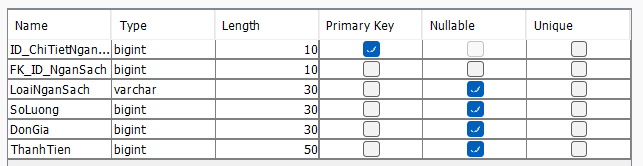 Name Type Length Primary Key Nullable Unique
ID_ChiTietNgan... bigint 10
FK_ID_NganSach bigint 10
LoaiNganSach varchar 30
SoLuong bigint 30
DonGia bigint 30
ThanhTien bigint 50